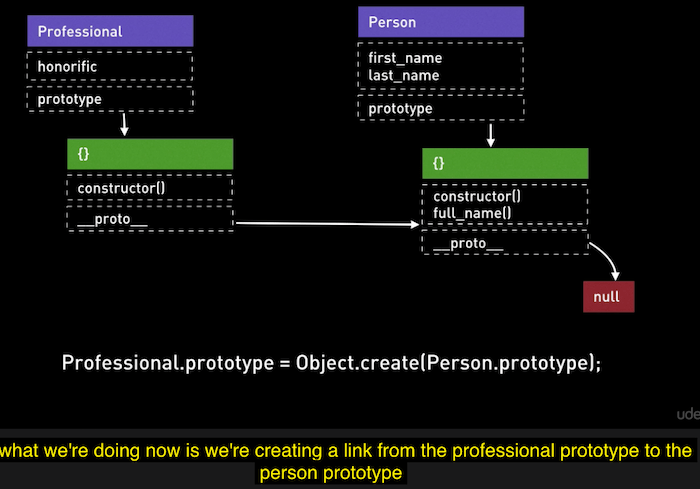 Professional
honorific
prototype
{}
constructor()
__proto__
Person
first_name
last_name
prototype
{}
constructor()
full_name()
__proto__
null
Professional.prototype = Object.create(Person.prototype);
ude
what we're doing now is we're creating a link from the professional prototype to the
person prototype